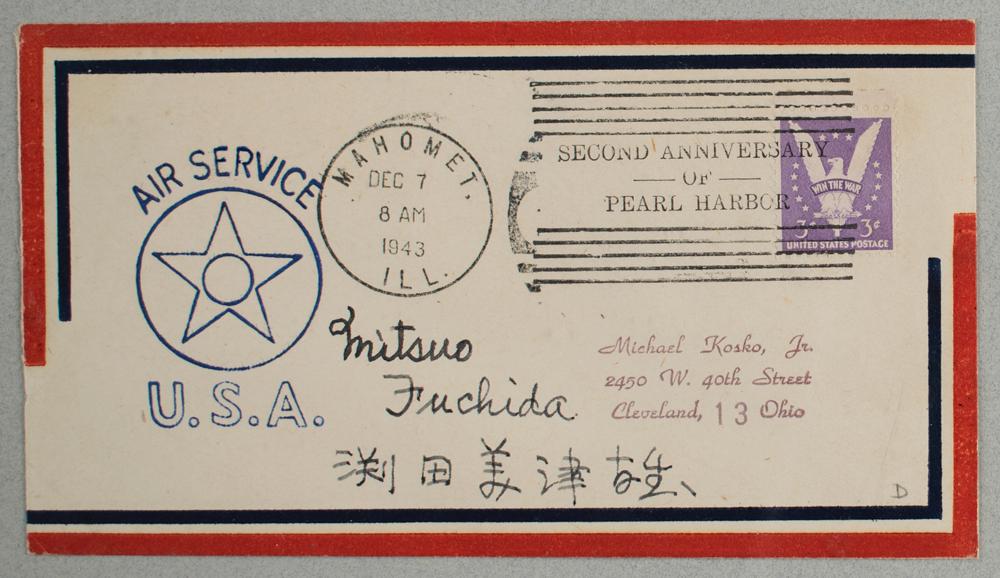 AIR SERVICE
U.S.A.
MAHOMET,
DEC 7
8 AM
1943
ILL.
SECOND ANNIVERSARY
OF
PEARL HARBOR
WIN THE WAR
3¢ 3¢
UNITED STATES POSTAGE
Mitsuo
Fuchida
渕田美津雄
Michael Kosko, Jr.
2450 W. 40th Street
Cleveland, 13 Ohio
D